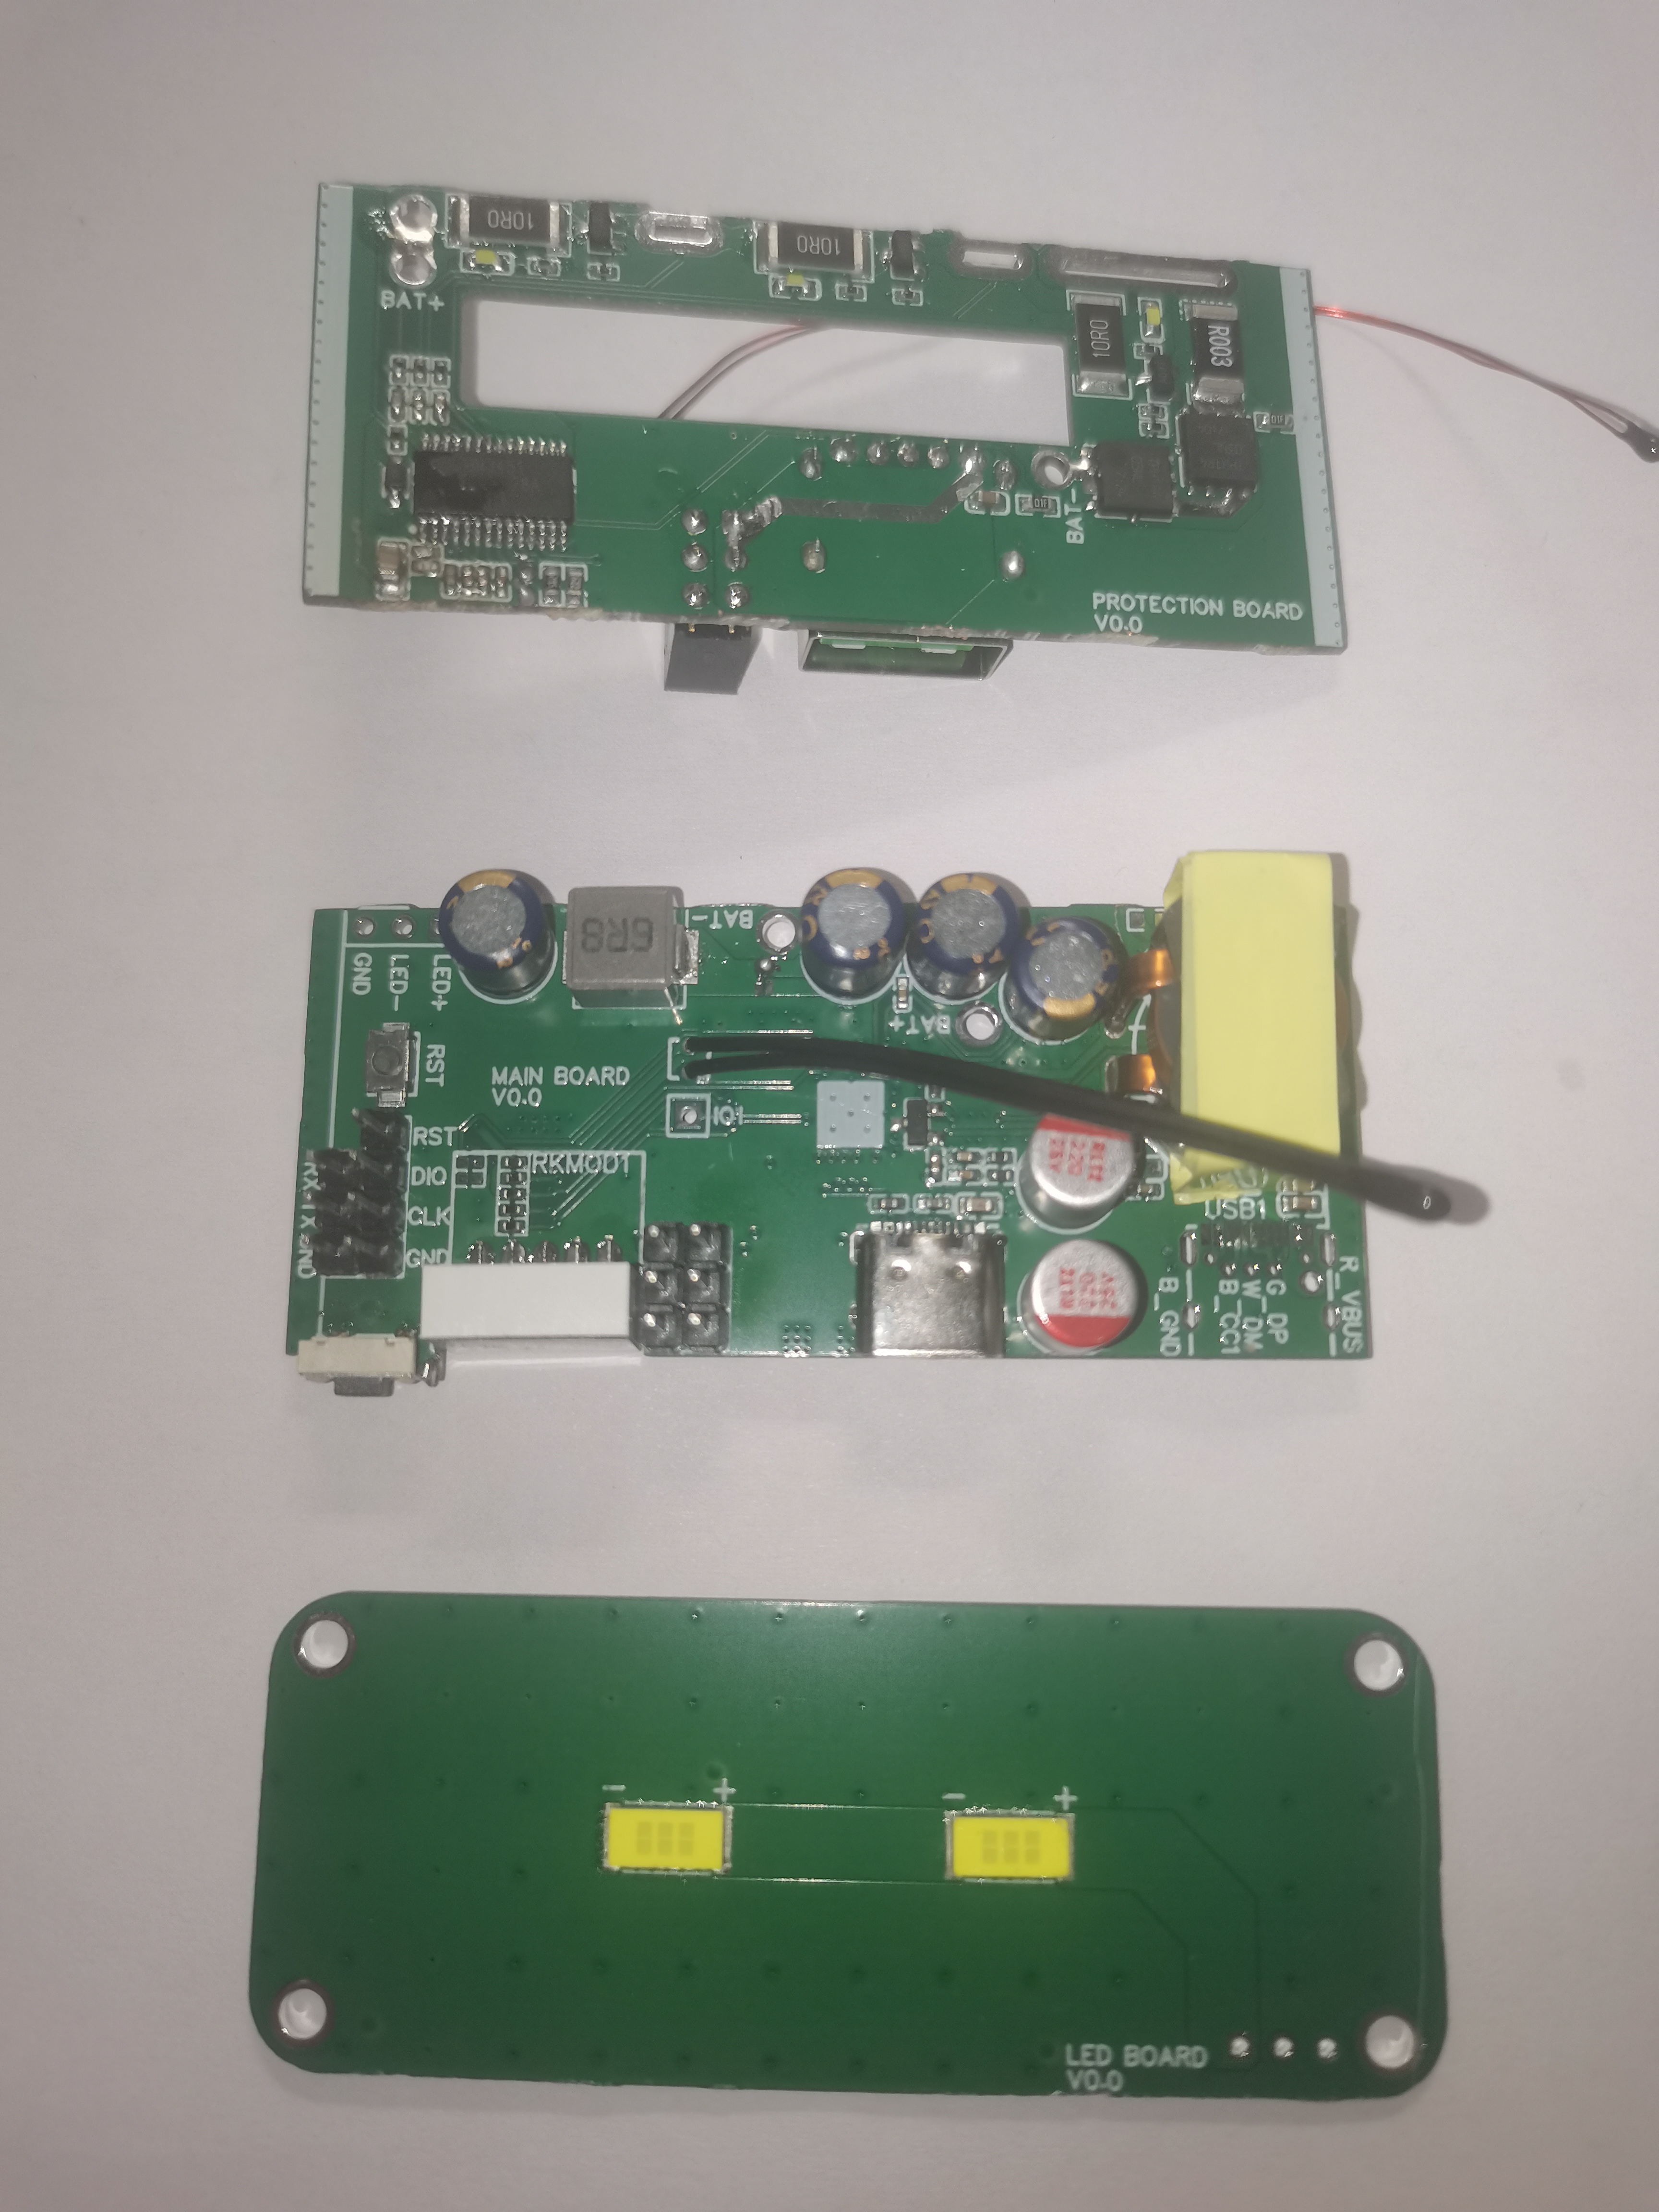 10R0
10R0
BAT+
10R0
R003
BAT-
PROTECTION BOARD
V0.0
6R8
BAT-
GND
LED-
LED+
BAT+
RST
MAIN BOARD
V0.0
IO1
RST
RKMOD1
DIO
CLK
GND
RX
TX
GND
220
USB1
R_VBUS
G_DP
W_DM
B_CC1
B_GND
- +
- +
LED BOARD
V0.0